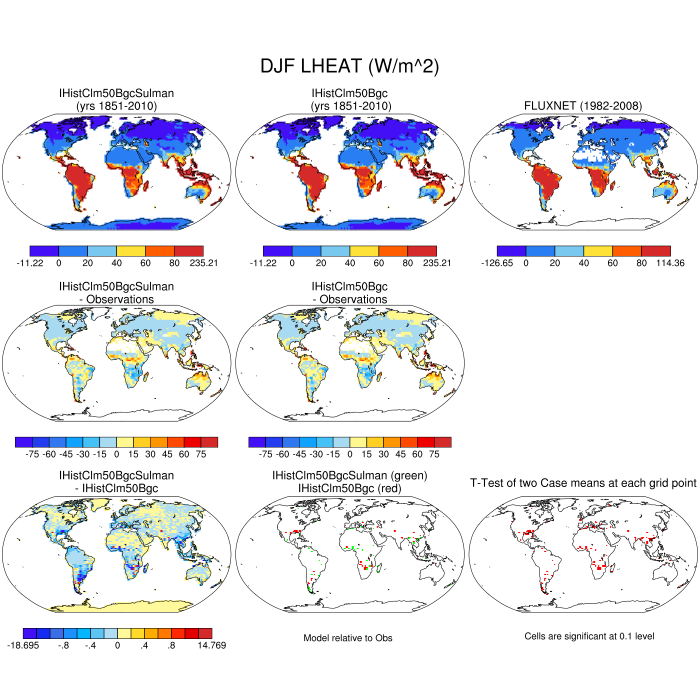 DJF LHEAT (W/m^2)
IHistClm50BgcSulman
(yrs 1851-2010)
IHistClm50Bgc
(yrs 1851-2010)
FLUXNET (1982-2008)
-11.22 0 20 40 60 80 235.21
-11.22 0 20 40 60 80 235.21
-126.65 0 20 40 60 80 114.36
IHistClm50BgcSulman
- Observations
IHistClm50Bgc
- Observations
-75 -60 -45 -30 -15 0 15 30 45 60 75
-75 -60 -45 -30 -15 0 15 30 45 60 75
IHistClm50BgcSulman
- IHistClm50Bgc
IHistClm50BgcSulman (green)
IHistClm50Bgc (red)
T-Test of two Case means at each grid point
-18.695 -.8 -.4 0 .4 .8 14.769
Model relative to Obs
Cells are significant at 0.1 level